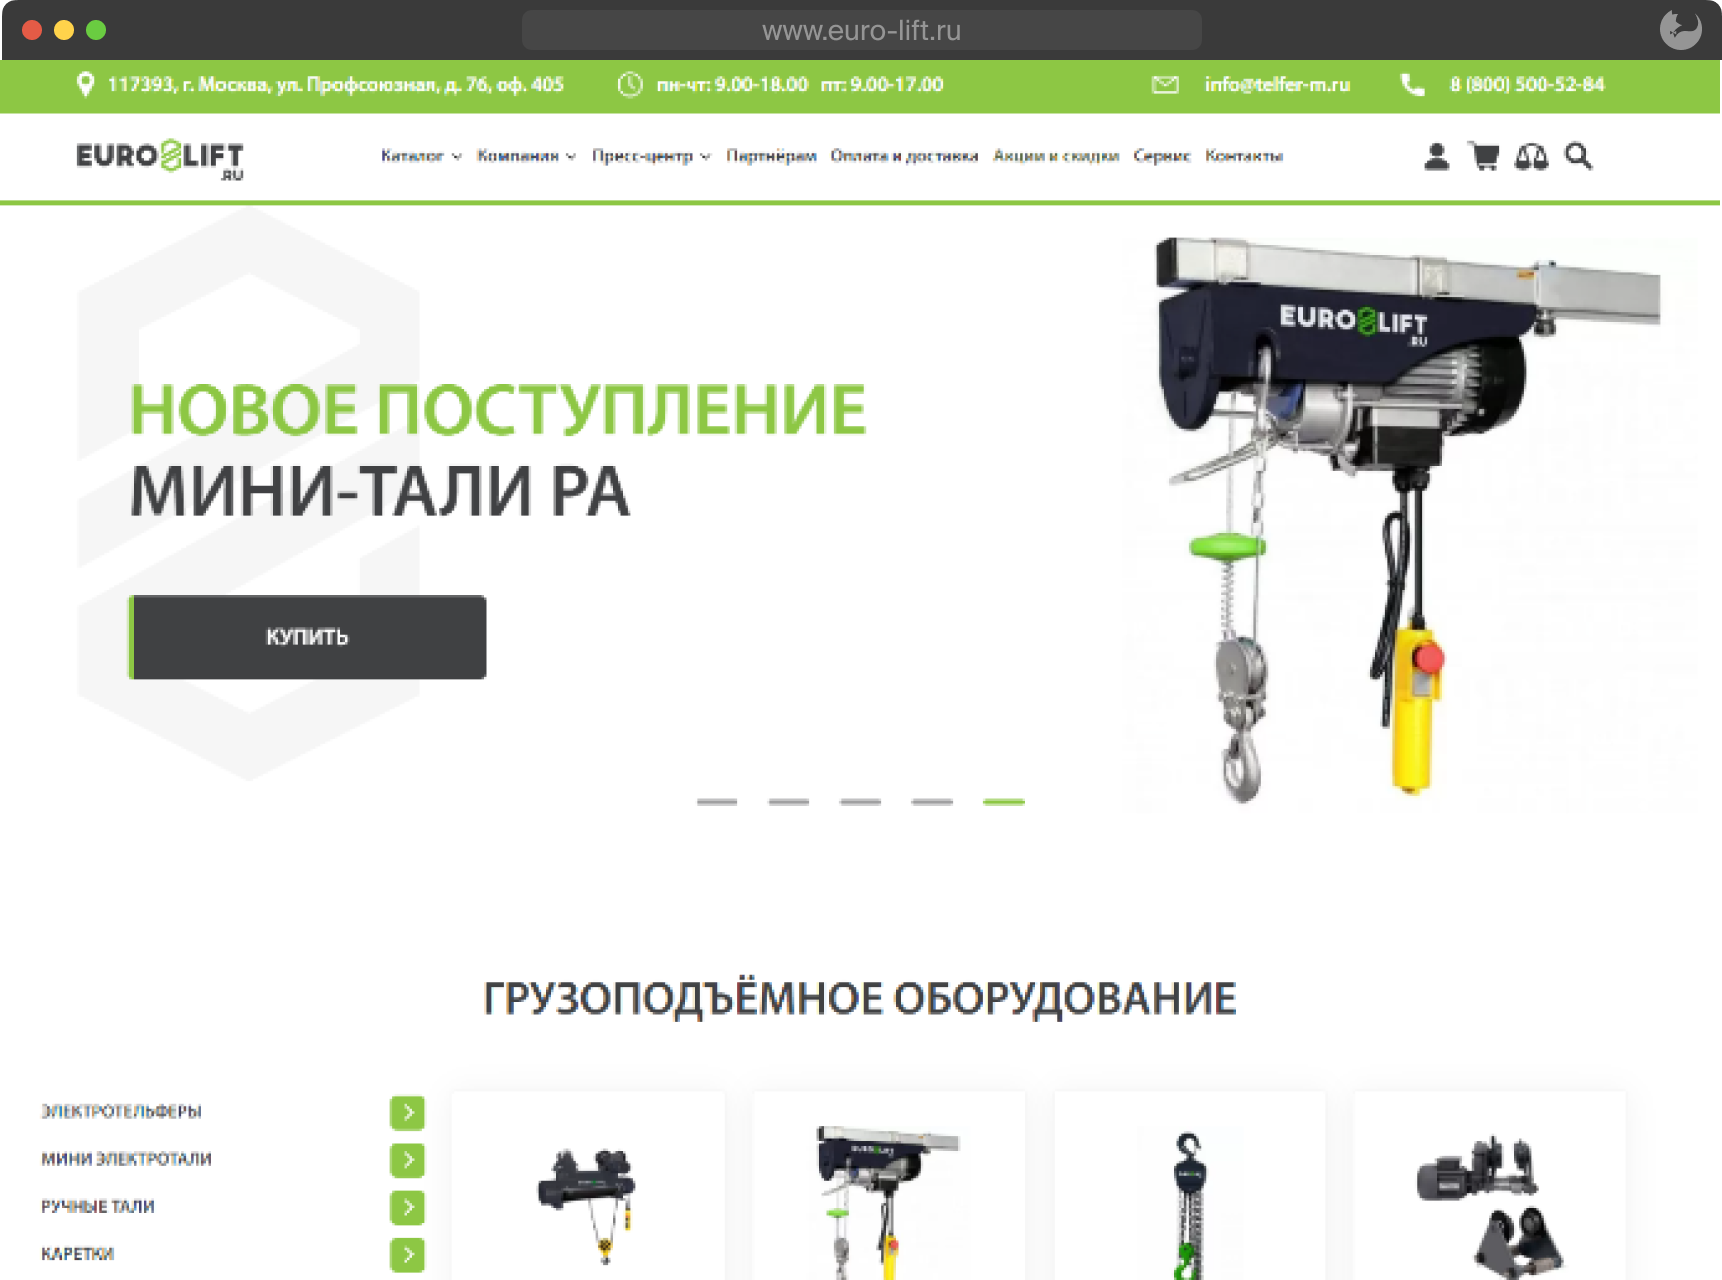 www.euro-lift.ru
117393, г. Москва, ул. Профсоюзная, д. 76, оф. 405 пн-чт: 9.00-18.00 пт: 9.00-17.00 info@telfer-m.ru 8 (800) 500-52-84
EURO LIFT .RU
Каталог Компания Пресс-центр Партнёрам Оплата и доставка Акции и скидки Сервис Контакты
EURO LIFT
.RU
НОВОЕ ПОСТУПЛЕНИЕ
МИНИ-ТАЛИ РА
КУПИТЬ
ГРУЗОПОДЪЁМНОЕ ОБОРУДОВАНИЕ
ЭЛЕКТРОТЕЛЬФЕРЫ
МИНИ ЭЛЕКТРОТАЛИ
РУЧНЫЕ ТАЛИ
КАРЕТКИ